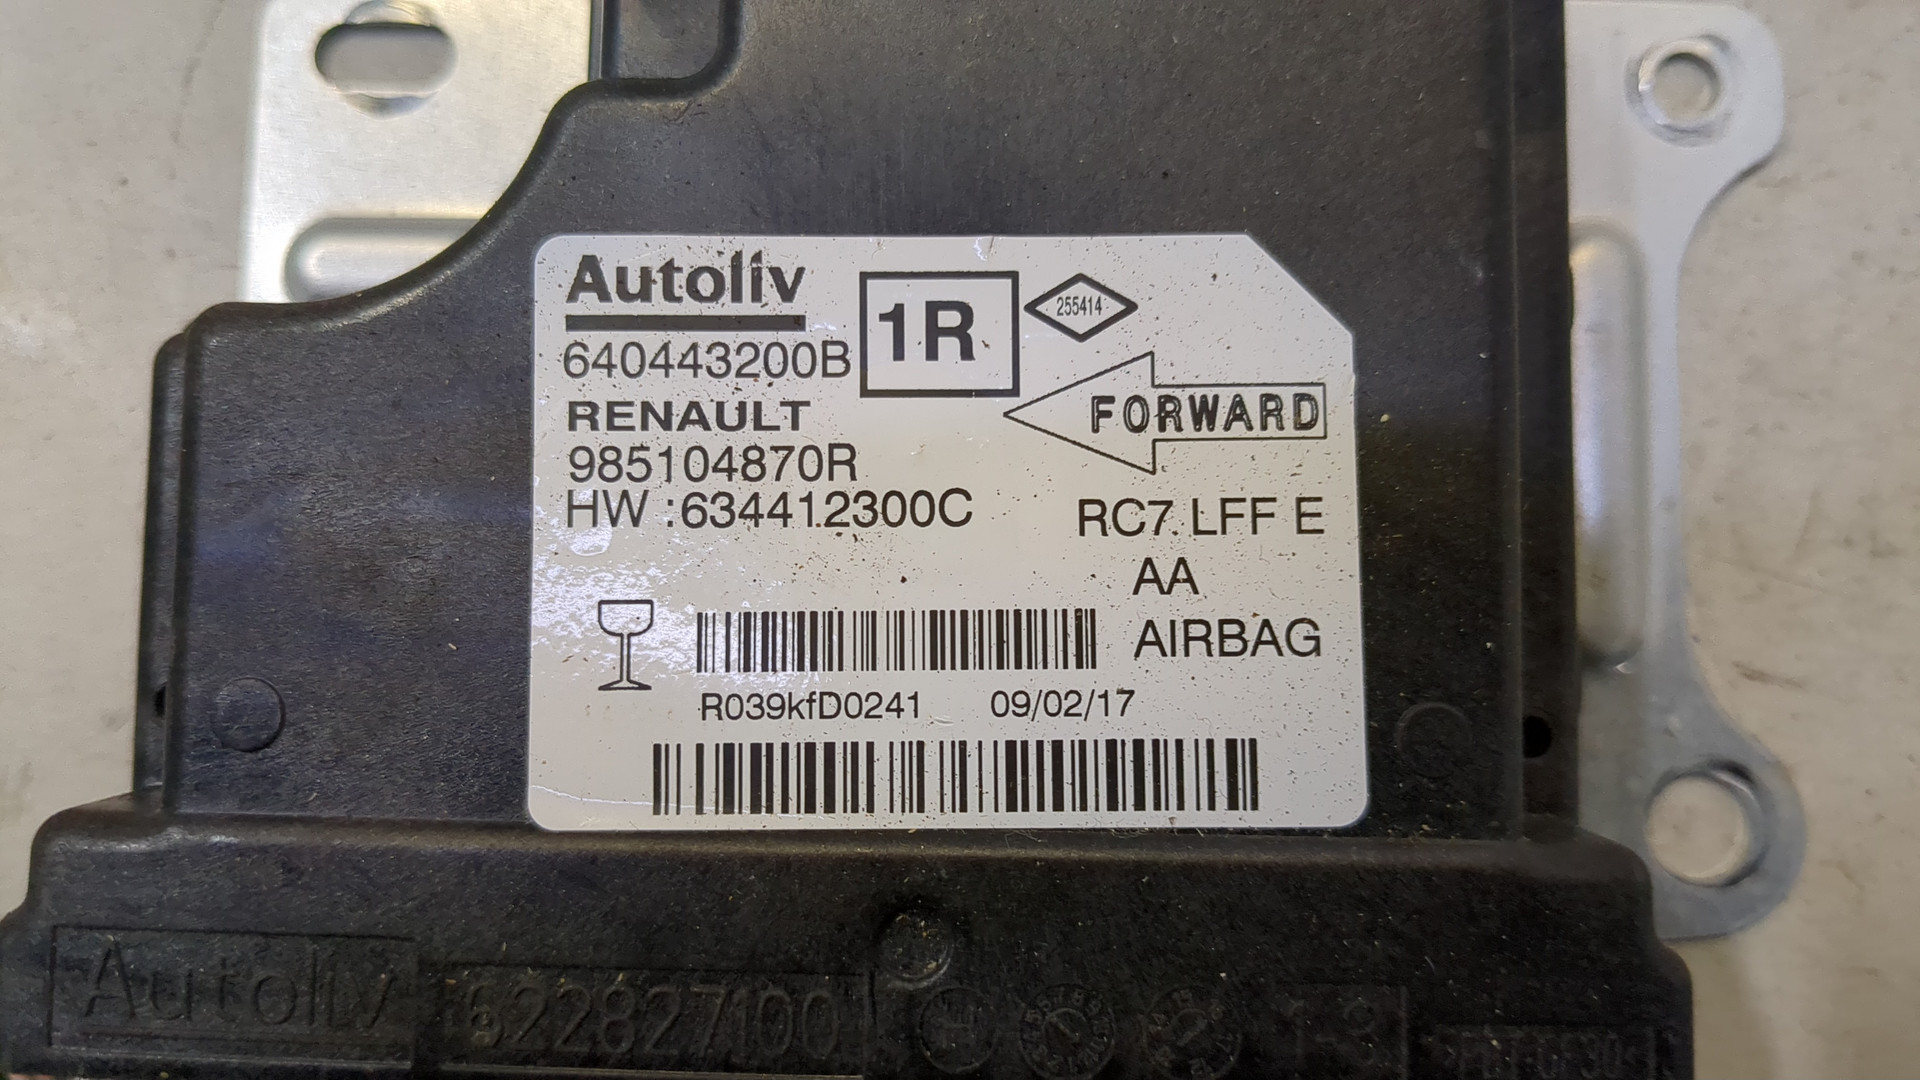 Autoliv
640443200B
1R
255414
RENAULT
FORWARD
985104870R
HW :634412300C
RC7 LFF E
AA
AIRBAG
R039kfD0241 09/02/17
Autoliv
622827100